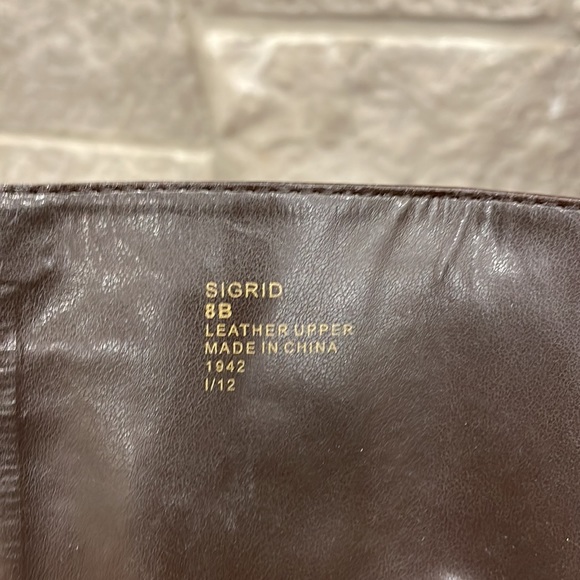 SIGRID
8B
LEATHER UPPER
MADE IN CHINA
1942
I/12